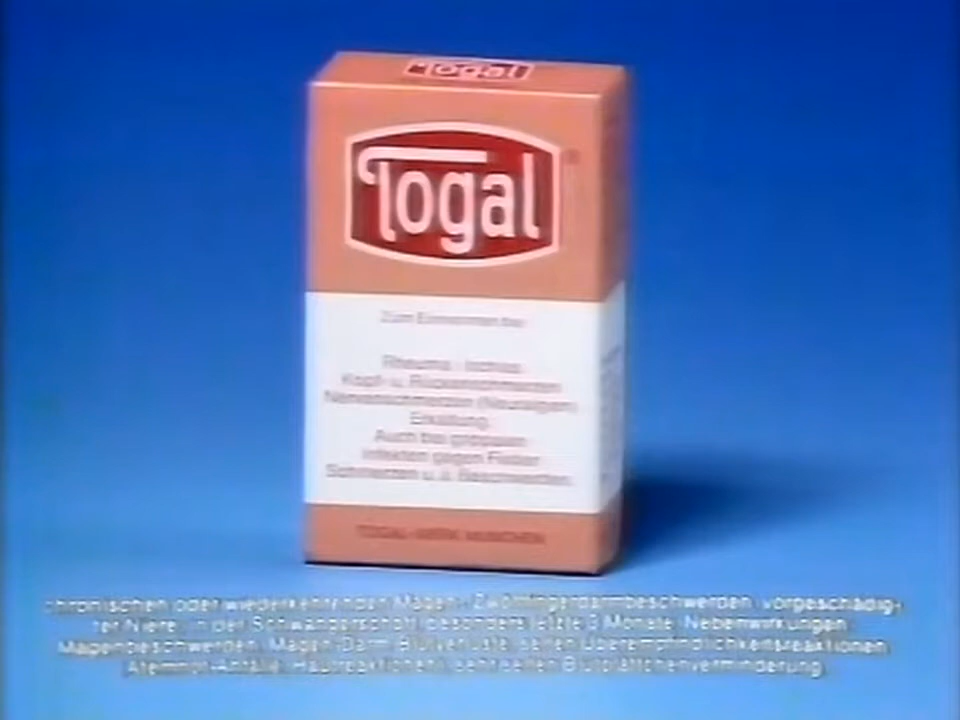 Togal
Togal
Zum Einnehmen bei
Rheuma - Ischias
Kopf- u. Rückenschmerzen
Nervenschmerzen (Neuralgien)
Erkältung.
Auch bei grippalen
Infekten gegen Fieber
Schmerzen u. ä. Beschwerden.
TOGAL-WERK MÜNCHEN
chronischen oder wiederkehrenden Magen-, Zwölffingerdarmbeschwerden, vorgeschädig-
ter Niere, in der Schwangerschaft, besonders letzte 3 Monate. Nebenwirkungen:
Magenbeschwerden, Magen-Darm-Blutverluste, selten Überempfindlichkeitsreaktionen
Atemnot-Anfälle, Hautreaktionen), sehr selten Blutplättchenverminderung.